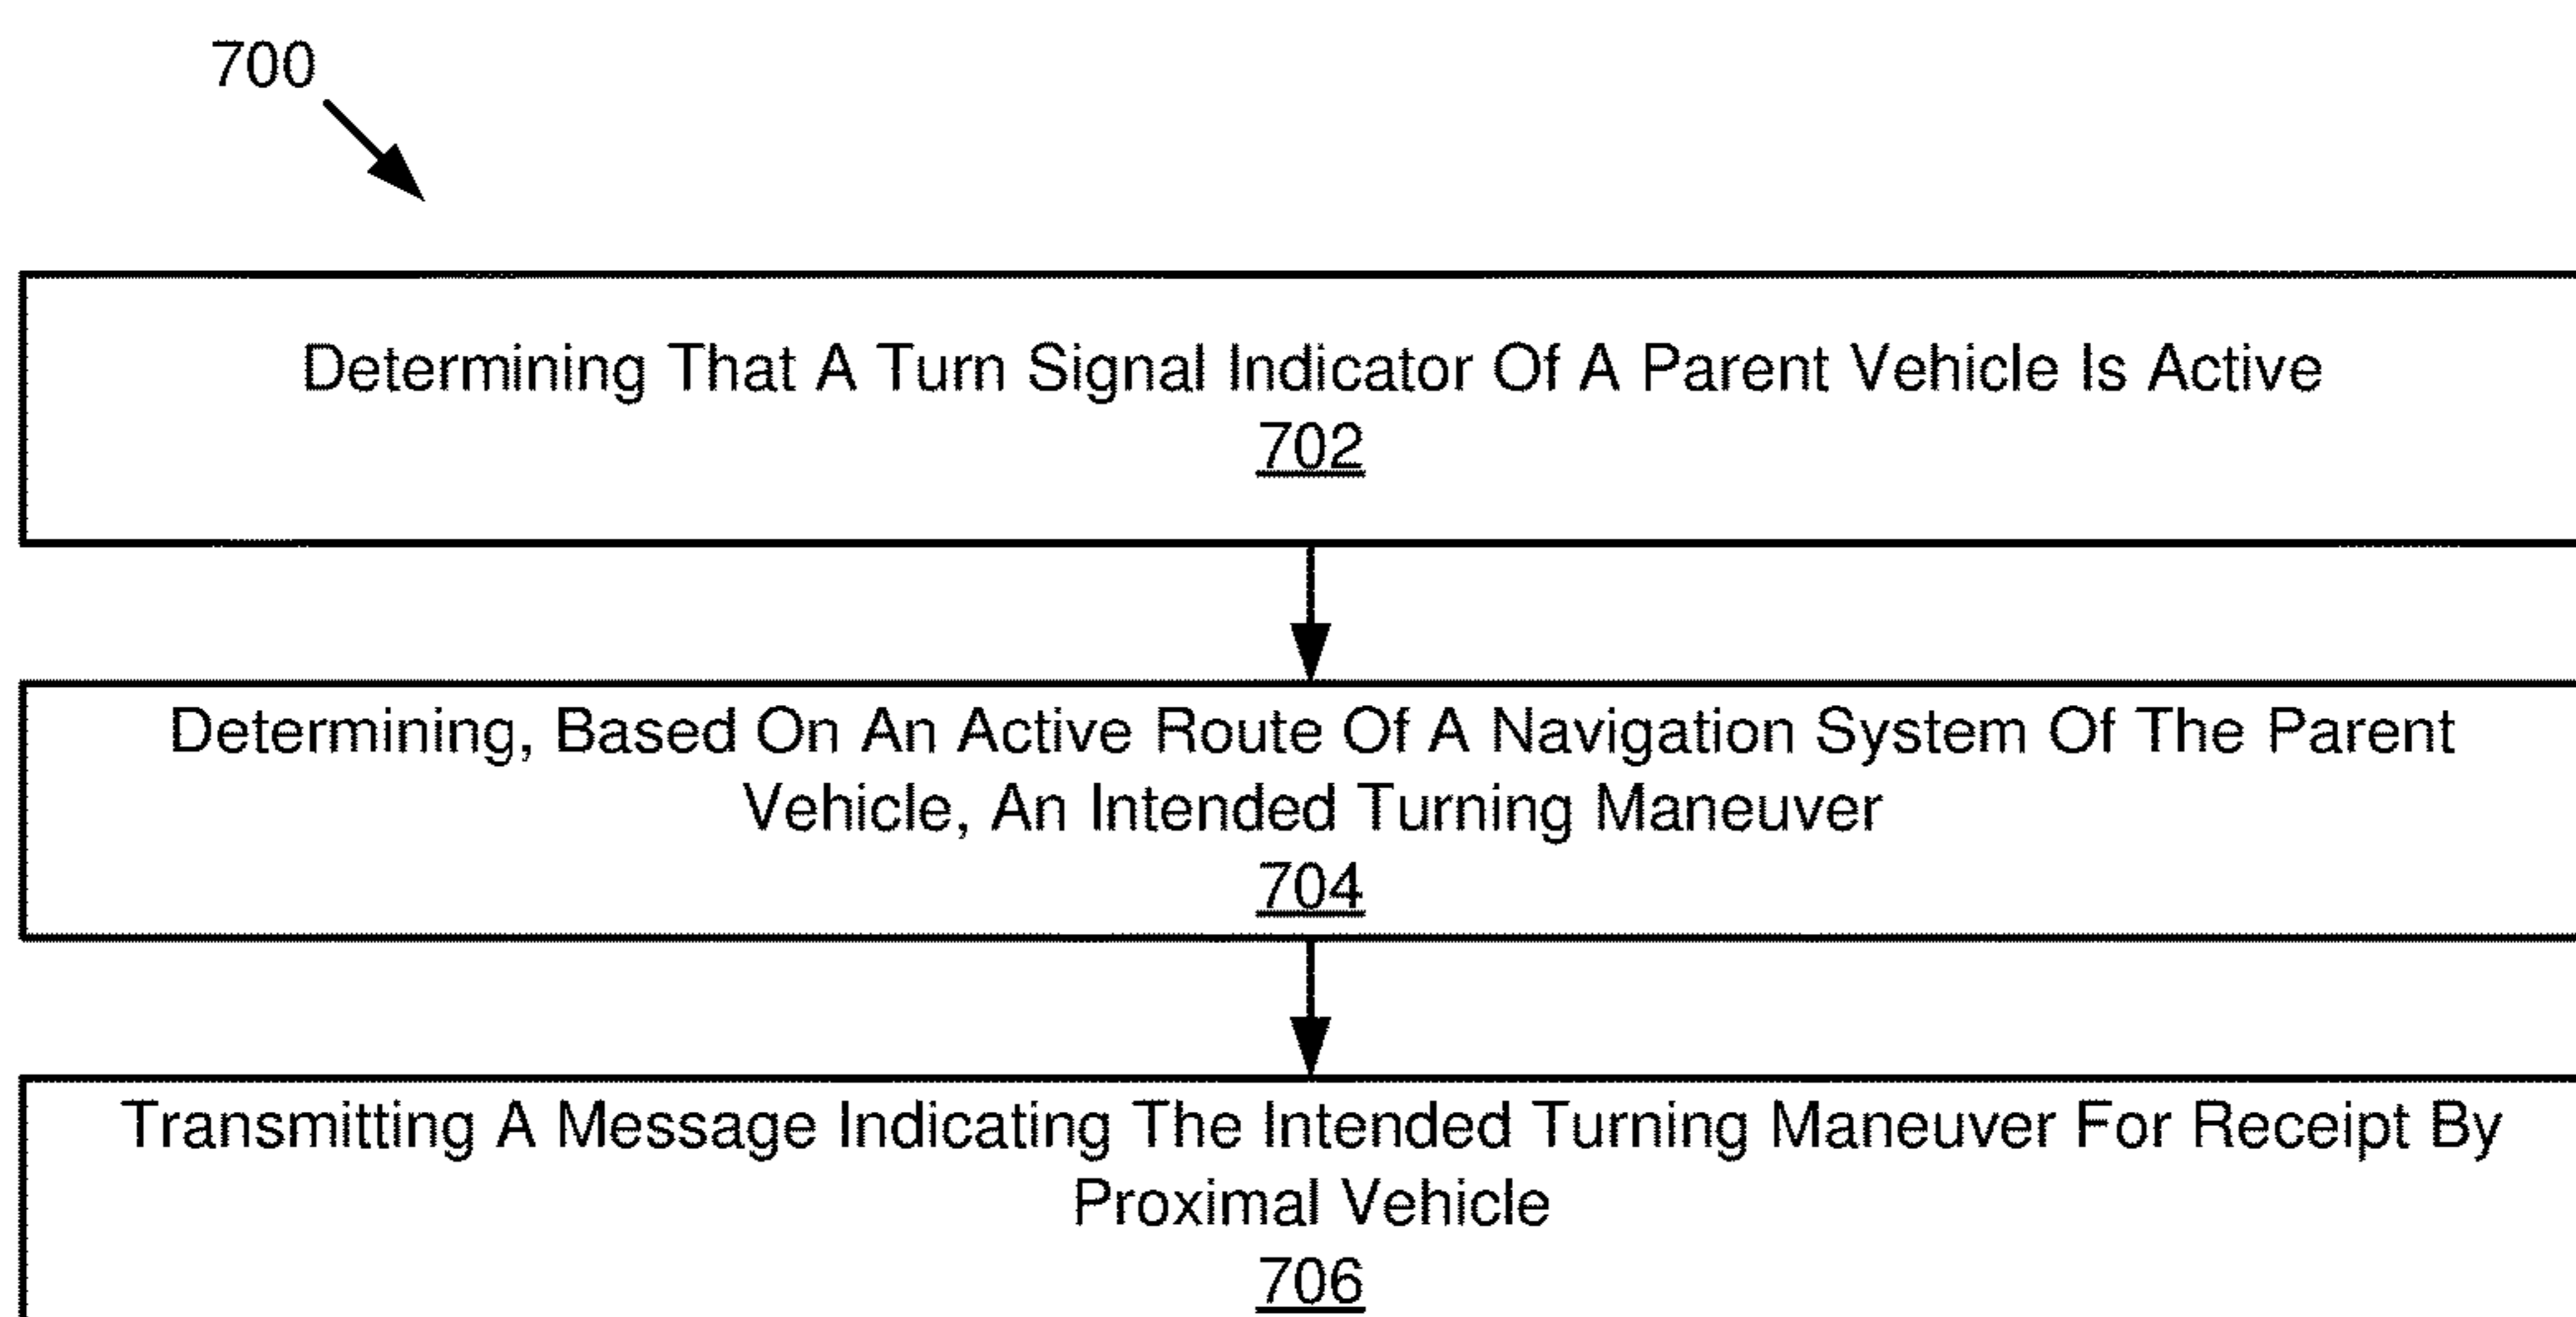 700
Determining That A Turn Signal Indicator Of A Parent Vehicle Is Active
702
Determining, Based On An Active Route Of A Navigation System Of The Parent
Vehicle, An Intended Turning Maneuver
704
Transmitting A Message Indicating The Intended Turning Maneuver For Receipt By
Proximal Vehicle
706